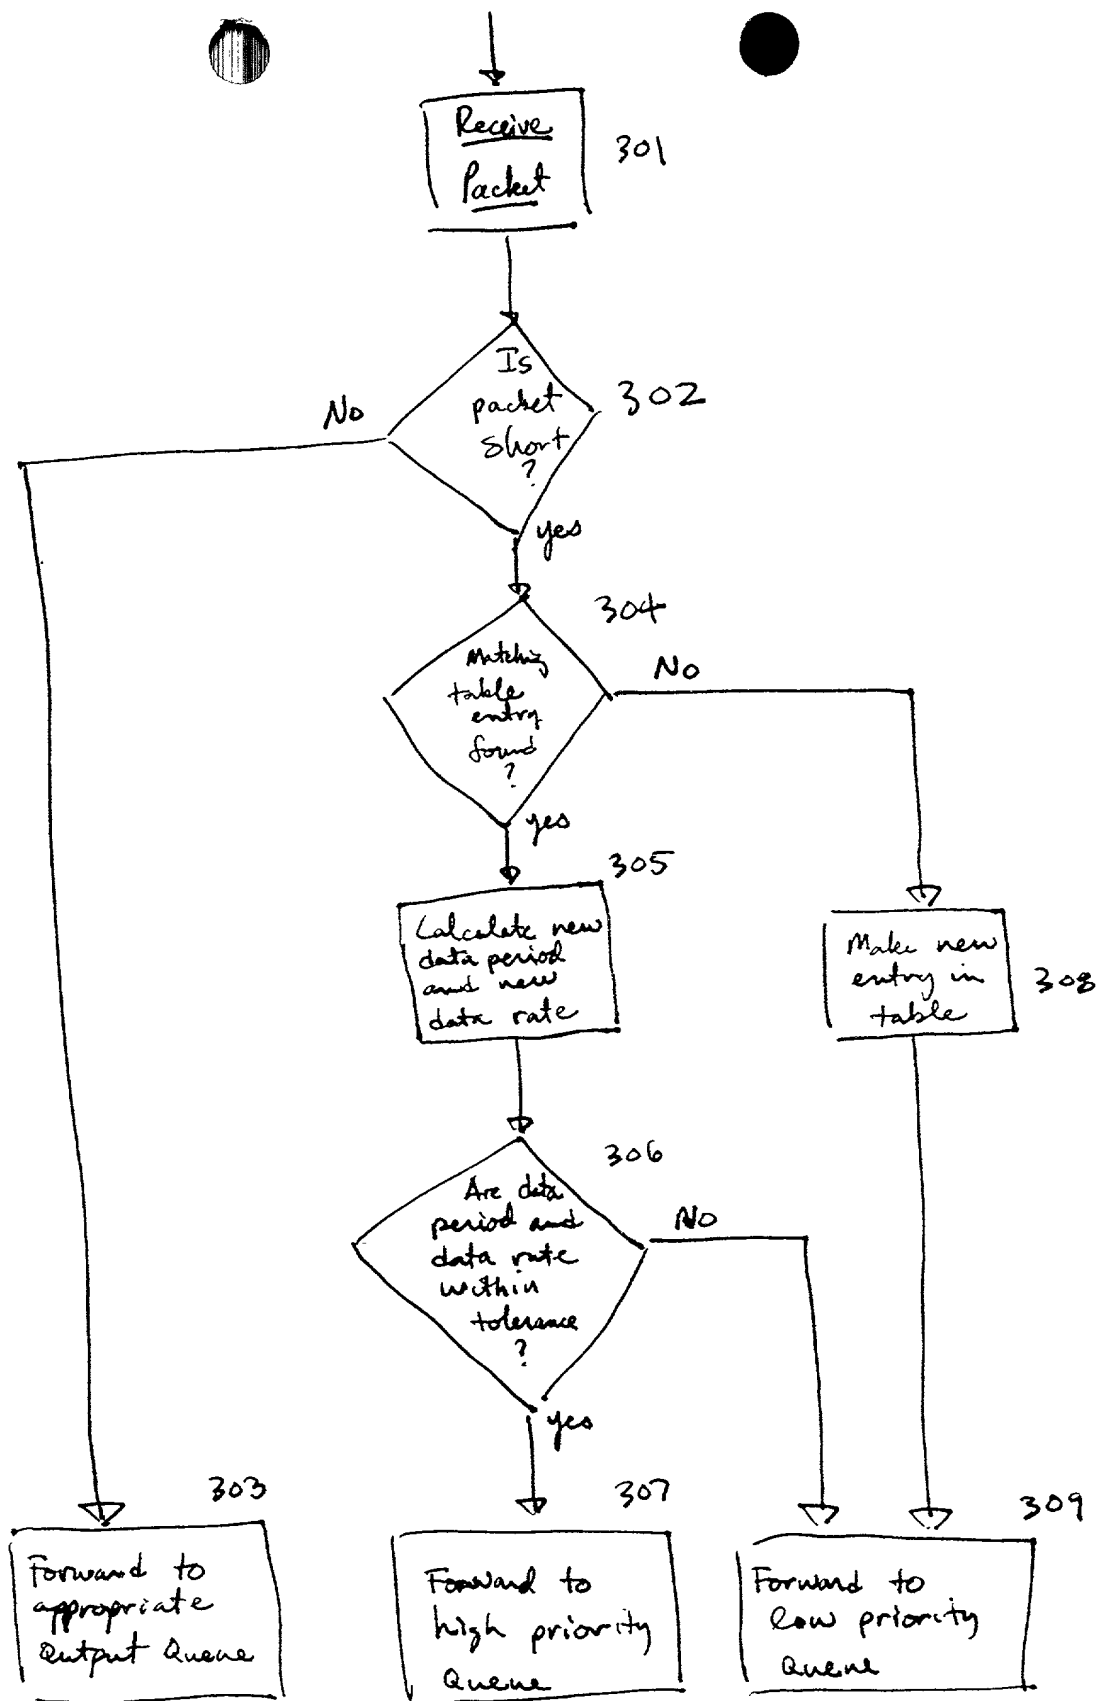 Receive
Packet
301
Is
packet
short
?
302
No
yes
304
Matching
table
entry
found
?
No
yes
305
Calculate new
data period
and new
data rate
Make new
entry in
table
308
306
Are data
period and
data rate
within
tolerance
?
No
yes
303
Forward to
appropriate
Output Queue
307
Forward to
high priority
Queue
309
Forward to
low priority
Queue